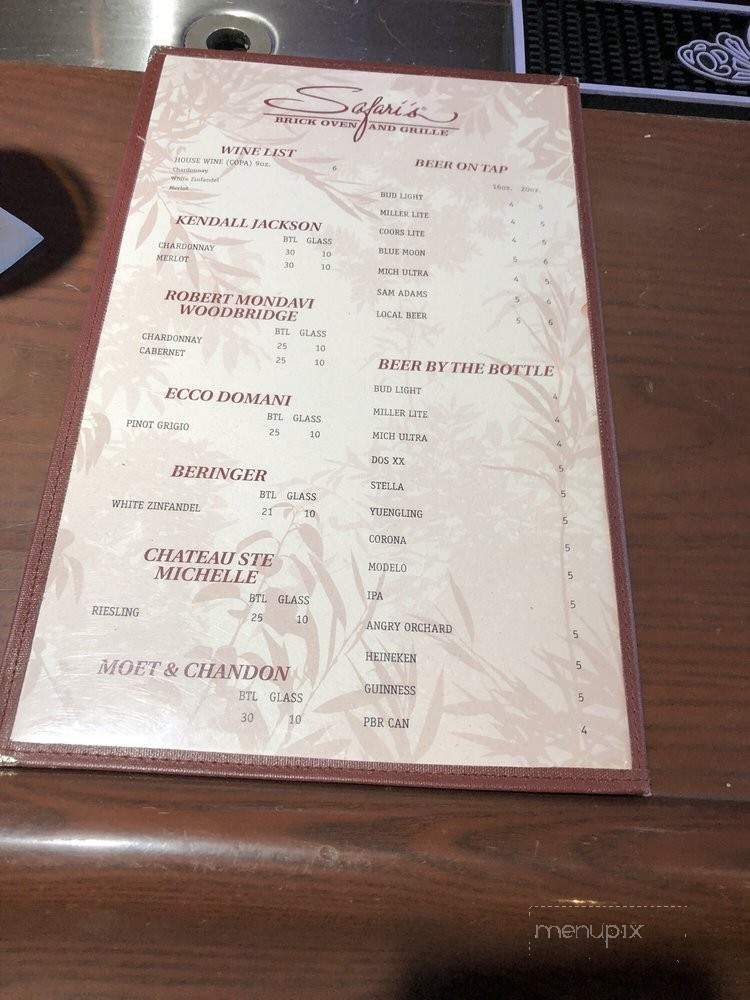 Safari's
BRICK OVEN AND GRILLE
WINE LIST
HOUSE WINE (COPA) 9oz. 6
Chardonnay
White Zinfandel
Merlot
KENDALL JACKSON
BTL GLASS
CHARDONNAY 30 10
MERLOT 30 10
ROBERT MONDAVI
WOODBRIDGE
BTL GLASS
CHARDONNAY 25 10
CABERNET 25 10
ECCO DOMANI
BTL GLASS
PINOT GRIGIO 25 10
BERINGER
BTL GLASS
WHITE ZINFANDEL 21 10
CHATEAU STE
MICHELLE
BTL GLASS
RIESLING 25 10
MOET & CHANDON
BTL GLASS
30 10
BEER ON TAP
16oz. 20oz.
BUD LIGHT 4 5
MILLER LITE 4 5
COORS LITE 4 5
BLUE MOON 5 6
MICH ULTRA 4 5
SAM ADAMS 5 6
LOCAL BEER 5 6
BEER BY THE BOTTLE
BUD LIGHT 4
MILLER LITE 4
MICH ULTRA 4
DOS XX 5
STELLA 5
YUENGLING 5
CORONA 5
MODELO 5
IPA 5
ANGRY ORCHARD 5
HEINEKEN 5
GUINNESS 5
PBR CAN 4
menupix